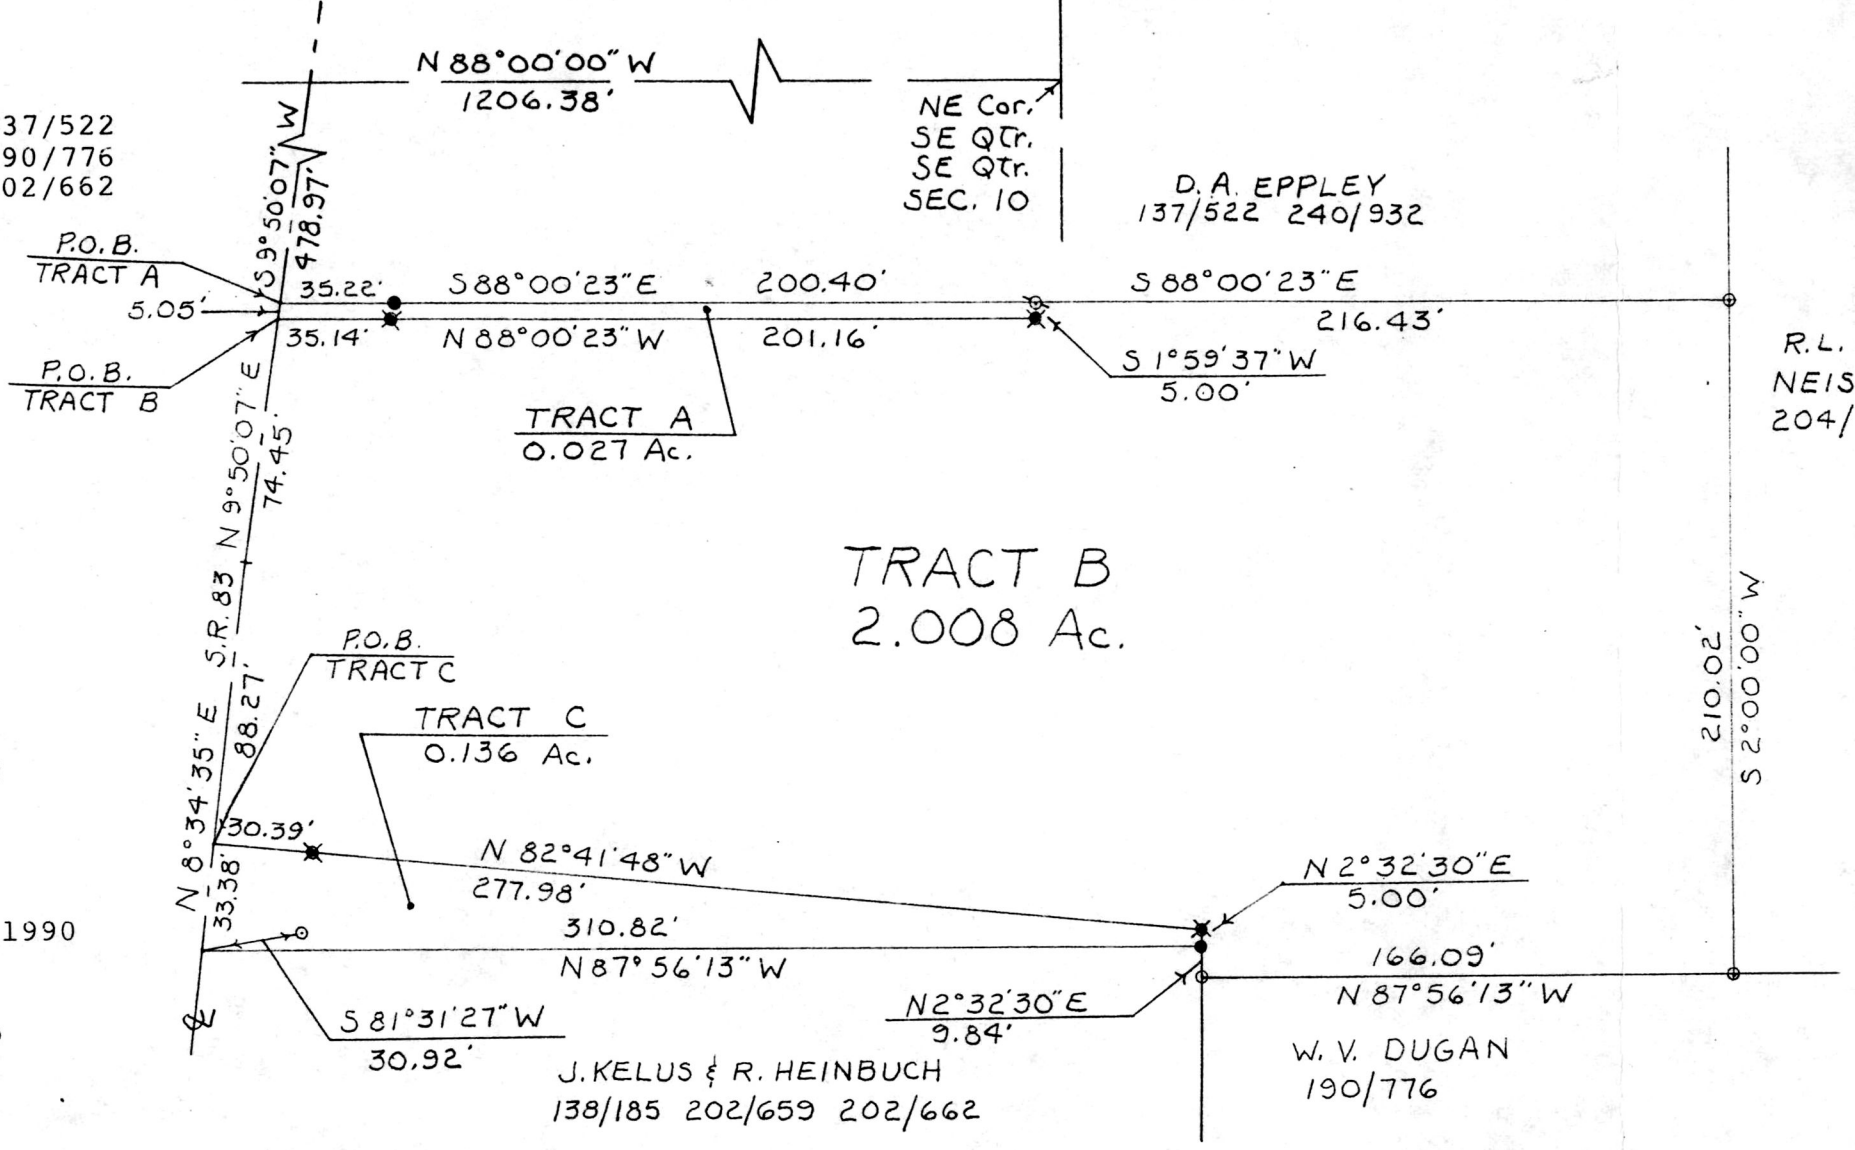 N 88°00'00" W
1206.38'
NE Cor.
SE Qtr.
SE Qtr.
SEC. 10
37/522
90/776
02/662
S 9°50'07" W
478.97'
D. A. EPPLEY
137/522 240/932
P.O.B.
TRACT A
5.05'
35.22'
S 88°00'23" E
200.40'
S 88°00'23" E
216.43'
35.14'
N 88°00'23" W
201.16'
S 1°59'37" W
5.00'
P.O.B.
TRACT B
R.L.
NEIS
204/
TRACT A
0.027 Ac.
N 9°50'07" E
74.45'
S.R. 83
TRACT B
2.008 Ac.
210.02'
S 2°00'00" W
P.O.B.
TRACT C
88.27'
N 8°34'35" E
TRACT C
0.136 Ac.
30.39'
N 82°41'48" W
277.98'
N 2°32'30" E
5.00'
33.38'
1990
310.82'
N 87°56'13" W
166.09'
N 87°56'13" W
N 2°32'30" E
9.84'
S 81°31'27" W
30.92'
J. KELUS & R. HEINBUCH
138/185 202/659 202/662
W. V. DUGAN
190/776